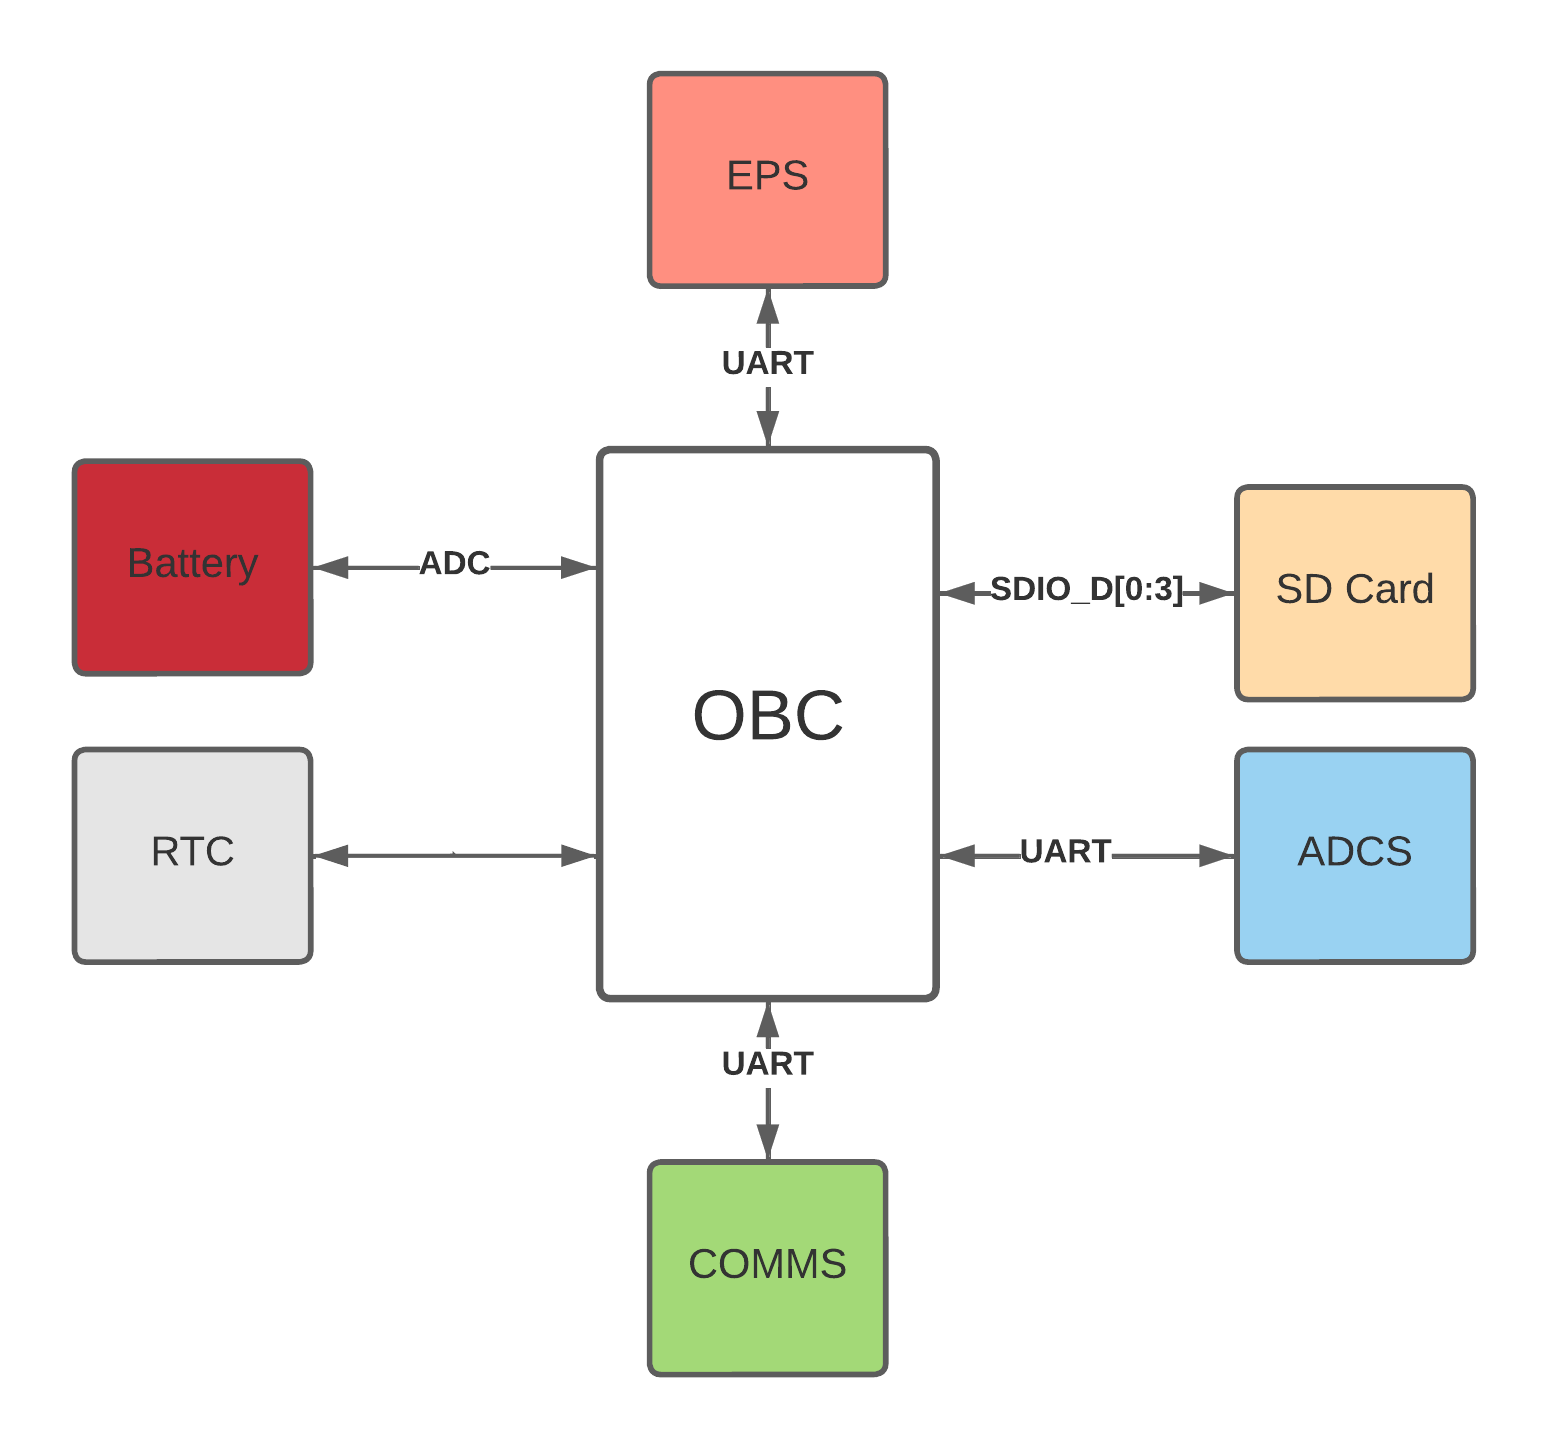 EPS
UART
Battery
ADC
SDIO_D[0:3]
SD Card
OBC
RTC
UART
ADCS
UART
COMMS